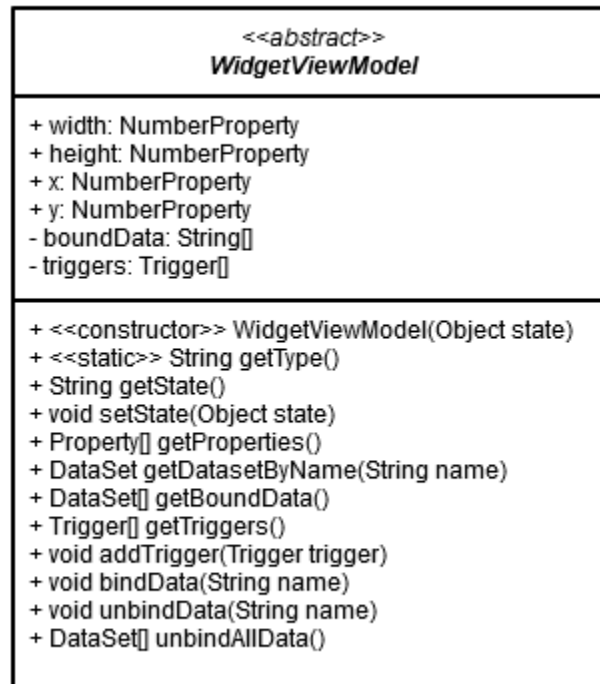 <<abstract>>
WidgetViewModel
+ width: NumberProperty
+ height: NumberProperty
+ x: NumberProperty
+ y: NumberProperty
- boundData: String[]
- triggers: Trigger[]
+ <<constructor>> WidgetViewModel(Object state)
+ <<static>> String getType()
+ String getState()
+ void setState(Object state)
+ Property[] getProperties()
+ DataSet getDatasetByName(String name)
+ DataSet[] getBoundData()
+ Trigger[] getTriggers()
+ void addTrigger(Trigger trigger)
+ void bindData(String name)
+ void unbindData(String name)
+ DataSet[] unbindAllData()